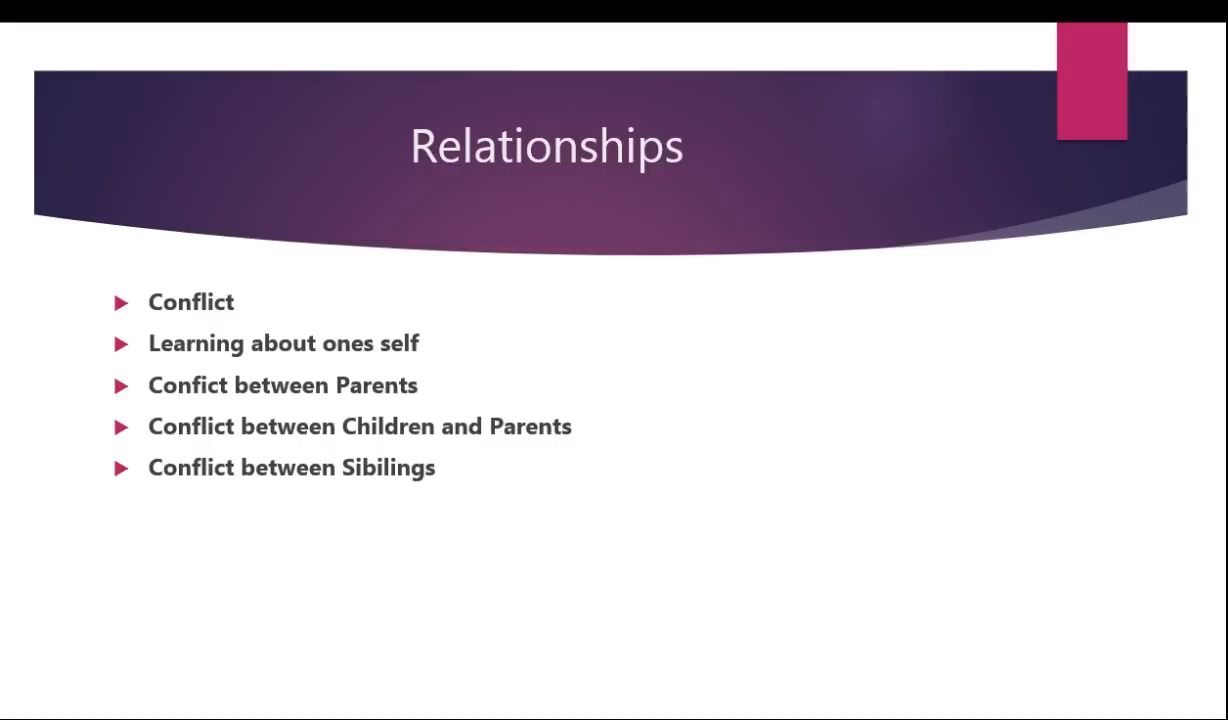 Relationships
Conflict
Learning about ones self
Confict between Parents
Conflict between Children and Parents
Conflict between Sibilings